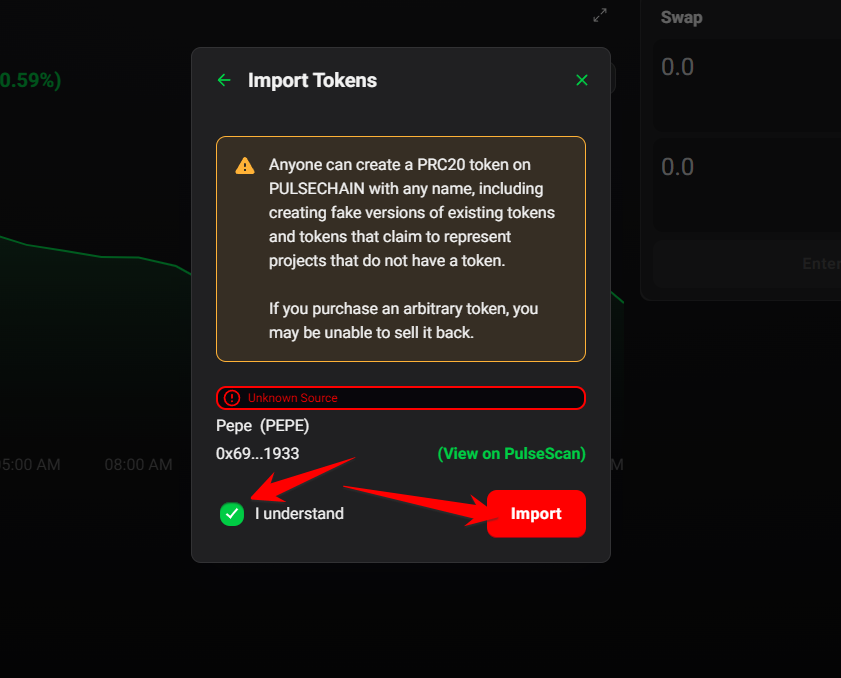 Swap
0.0
0.59%)
Import Tokens
Anyone can create a PRC20 token on
PULSECHAIN with any name, including
creating fake versions of existing tokens
and tokens that claim to represent
projects that do not have a token.
If you purchase an arbitrary token, you
may be unable to sell it back.
0.0
Enter
Unknown Source
Pepe (PEPE)
0x69...1933 (View on PulseScan)
05:00 AM 08:00 AM M
I understand Import